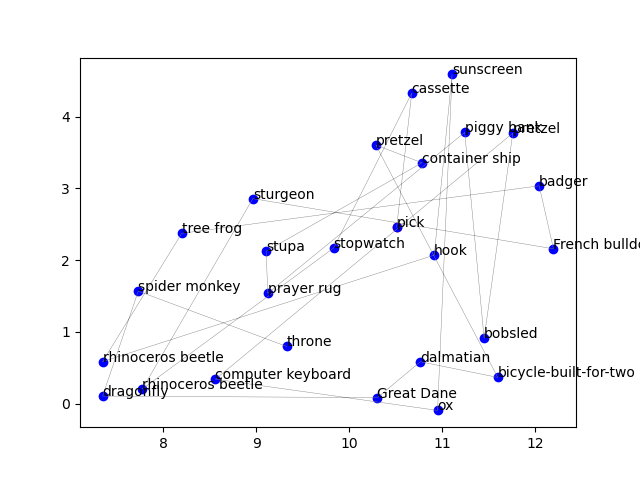 sunscreen
cassette
piggy bank
pretzel
pretzel
container ship
badger
sturgeon
pick
tree frog
stopwatch
French bulldo
stupa
hook
spider monkey
prayer rug
bobsled
throne
rhinoceros beetle
dalmatian
computer keyboard
bicycle-built-for-two
rhinoceros beetle
dragonfly
Great Dane
ox
4
3
2
1
0
8
9
10
11
12